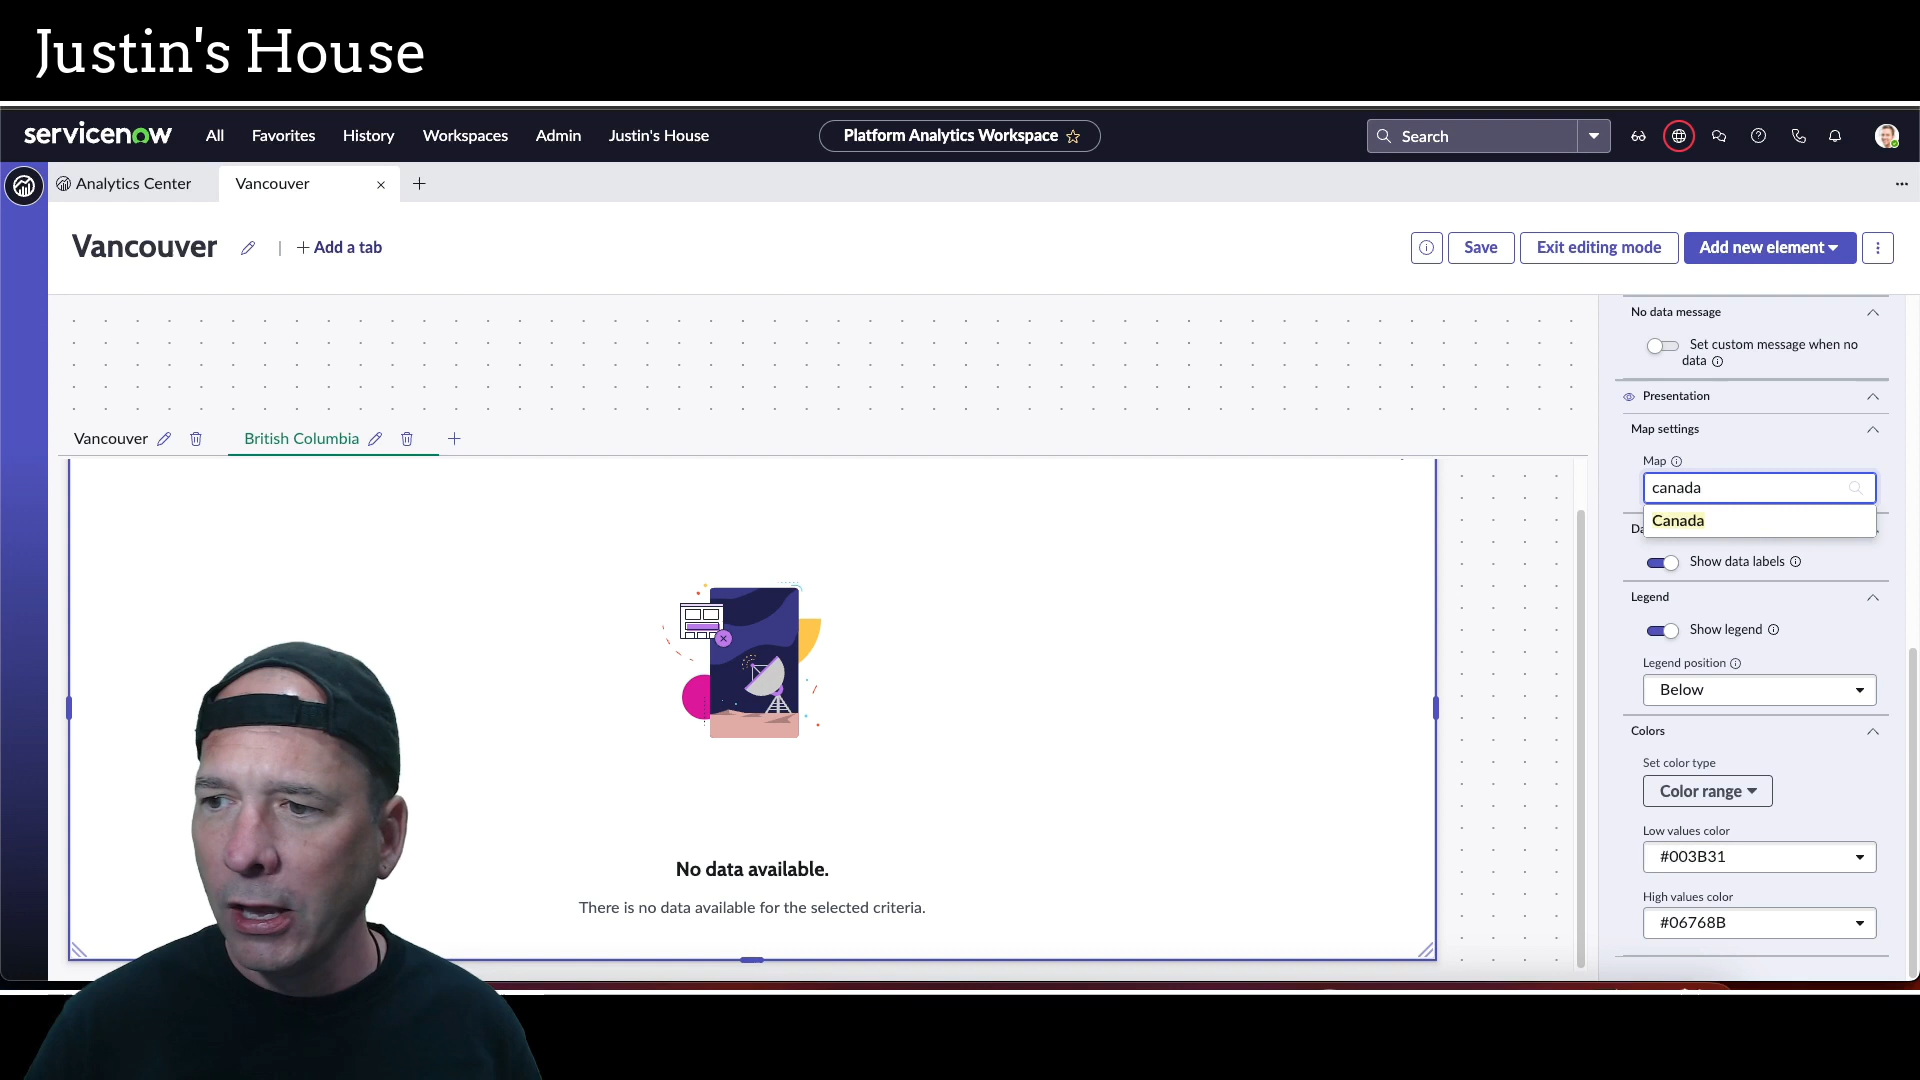 Justin's House
servicenow
All
Favorites
History
Workspaces
Admin
Justin's House
Platform Analytics Workspace
Search
Analytics Center
Vancouver
Vancouver
Add a tab
Save
Exit editing mode
Add new element
Vancouver
British Columbia
No data available.
There is no data available for the selected criteria.
No data message
Set custom message when no
data
Presentation
Map settings
Map
canada
Canada
Show data labels
Legend
Show legend
Legend position
Below
Colors
Set color type
Color range
Low values color
#003B31
High values color
#06768B